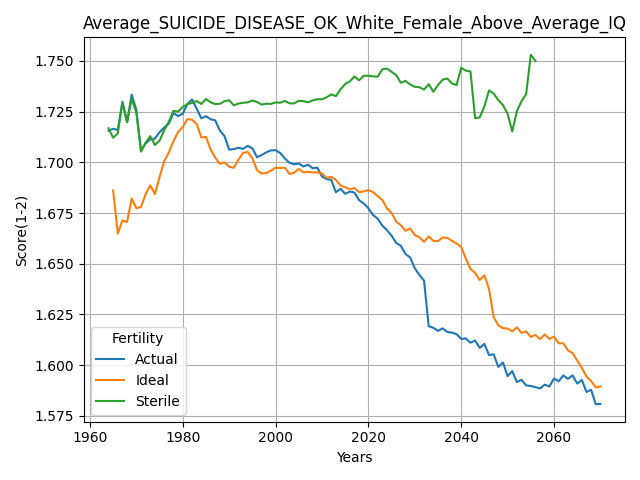 Average_SUICIDE_DISEASE_OK_White_Female_Above_Average_IQ
1.750
1.725
1.700
1.675
1.650
1.625
1.600
1.575
Score(1-2)
Fertility
Actual
Ideal
Sterile
1960
1980
2000
2020
2040
2060
Years